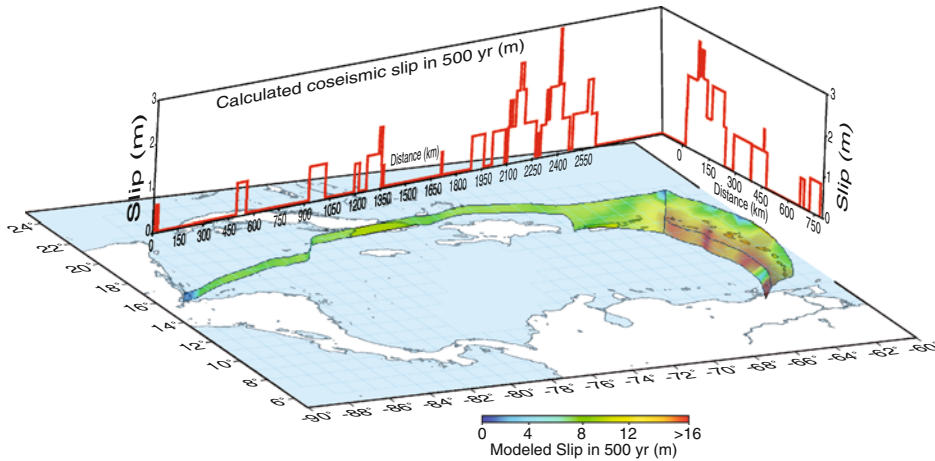 Calculated coseismic slip in 500 yr (m)
Slip (m)
3
2
1
0
Distance (km)
0 150 300 450 600 750 900 1050 1200 1350 1500 1650 1800 1950 2100 2250 2400 2550
3
2
1
0
Slip (m)
0 150 300 450 600 750
Distance (km)
24°
22°
20°
18°
16°
14°
12°
10°
8°
6°
-90° -88° -86° -84° -82° -80° -78° -76° -74° -72° -70° -68° -66° -64° -62° -60°
0 4 8 12 >16
Modeled Slip in 500 yr (m)